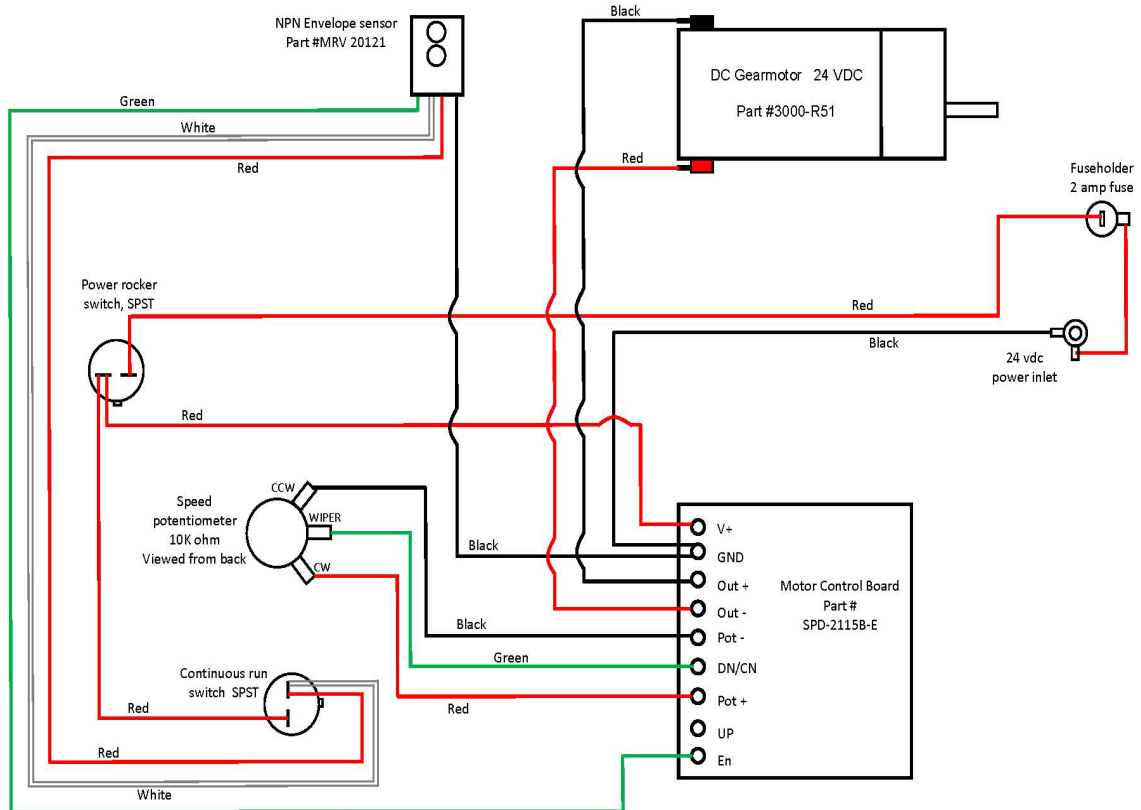 Black
NPN Envelope sensor
Part #MRV 20121
DC Gearmotor   24 VDC
Part #3000-R51
Green
White
Red
Red
Fuseholder
2 amp fuse
Power rocker
switch, SPST
Red
Black
24 vdc
power inlet
Red
CCW
Speed
potentiometer
10K ohm
Viewed from back
WIPER
CW
Black
V+
GND
Out +
Out -
Pot -
DN/CN
Pot +
UP
En
Motor Control Board
Part #
SPD-2115B-E
Black
Green
Red
Continuous run
switch  SPST
Red
Red
White